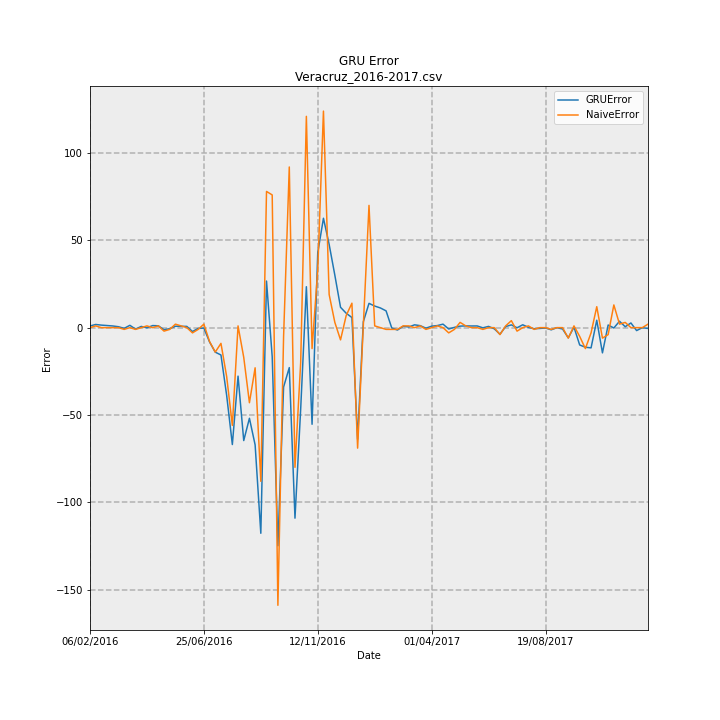 GRU Error
Veracruz_2016-2017.csv
GRUError
NaiveError
Error
100
50
0
−50
−100
−150
06/02/2016 25/06/2016 12/11/2016 01/04/2017 19/08/2017
Date